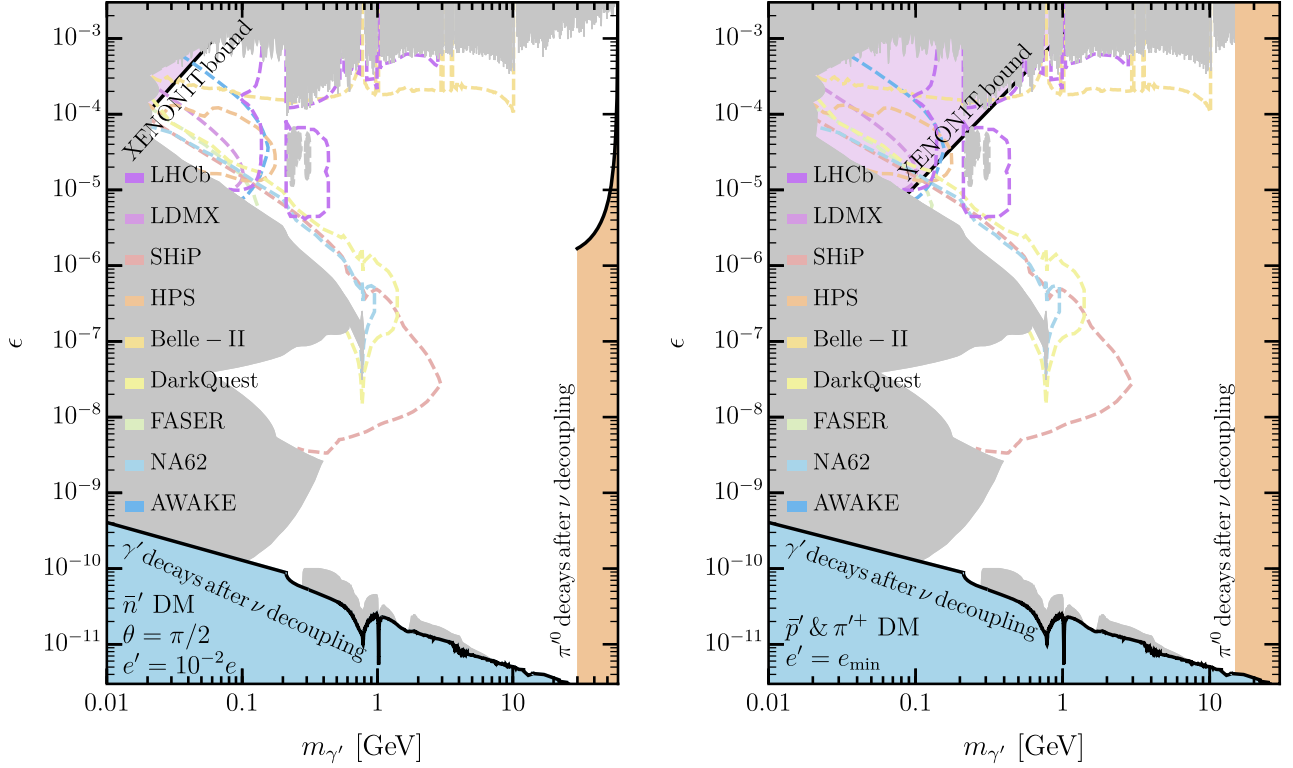 10⁻³
10⁻⁴
10⁻⁵
10⁻⁶
10⁻⁷
10⁻⁸
10⁻⁹
10⁻¹⁰
10⁻¹¹
ϵ
XENON1T bound
LHCb
LDMX
SHiP
HPS
Belle − II
DarkQuest
FASER
NA62
AWAKE
γ′ decays after ν decoupling
n̄′ DM
θ = π/2
e′ = 10⁻²e
π′⁰ decays after ν decoupling
0.01 0.1 1 10
m_γ′ [GeV]
10⁻³
10⁻⁴
10⁻⁵
10⁻⁶
10⁻⁷
10⁻⁸
10⁻⁹
10⁻¹⁰
10⁻¹¹
ϵ
XENON1T bound
LHCb
LDMX
SHiP
HPS
Belle − II
DarkQuest
FASER
NA62
AWAKE
γ′ decays after ν decoupling
p̄′ & π′⁺ DM
e′ = e_min
π′⁰ decays after ν decoupling
0.01 0.1 1 10
m_γ′ [GeV]